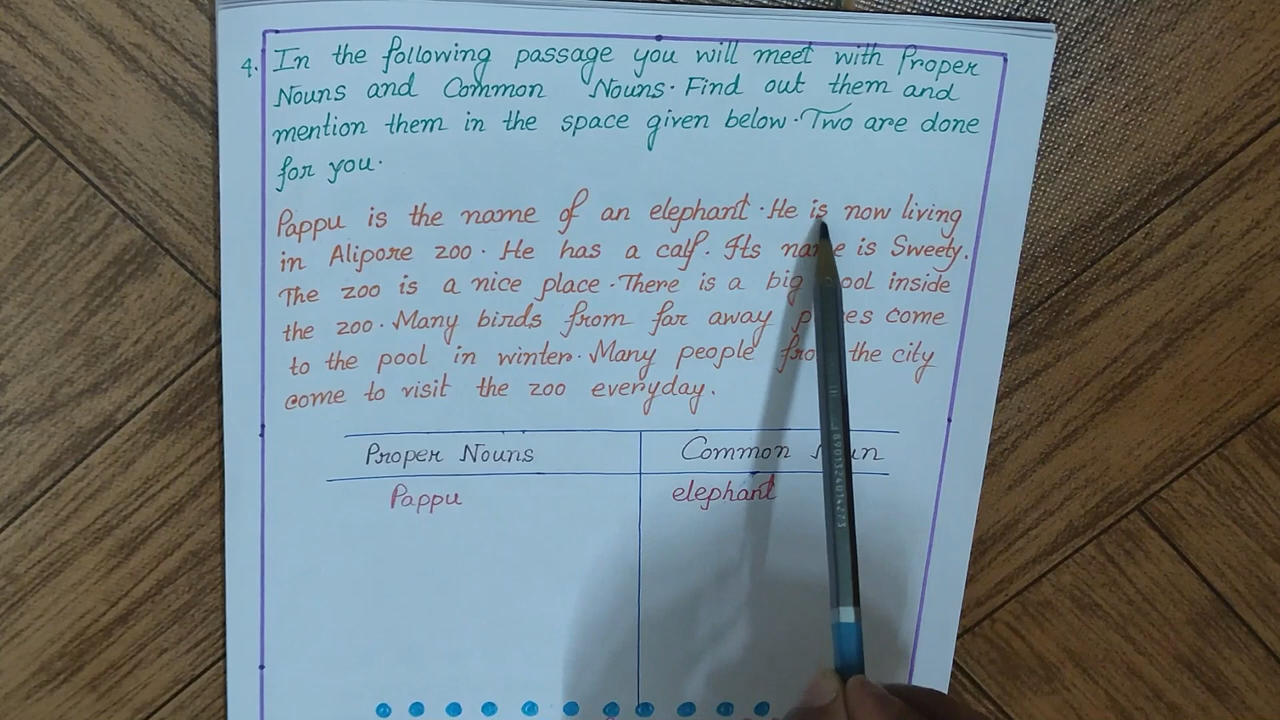 4. In the following passage you will meet with Proper
Nouns and Common Nouns. Find out them and
mention them in the space given below. Two are done
for you.
Pappu is the name of an elephant. He is now living
in Alipore zoo. He has a calf. Its name is Sweety.
The zoo is a nice place. There is a big inside
the zoo. Many birds from far away come
to the pool in winter. Many people from the city
come to visit the zoo everyday.
Proper Nouns Common
Pappu elephant